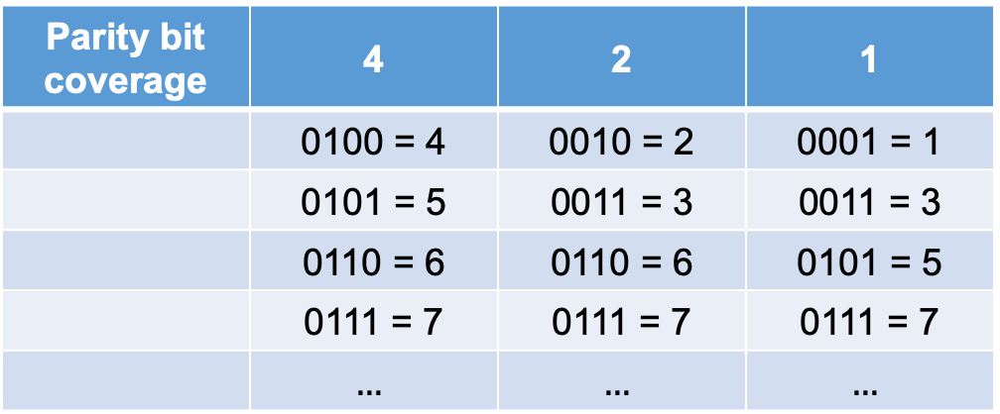 Parity bit
coverage 4 2 1
0100 = 4 0010 = 2 0001 = 1
0101 = 5 0011 = 3 0011 = 3
0110 = 6 0110 = 6 0101 = 5
0111 = 7 0111 = 7 0111 = 7
... ... ...